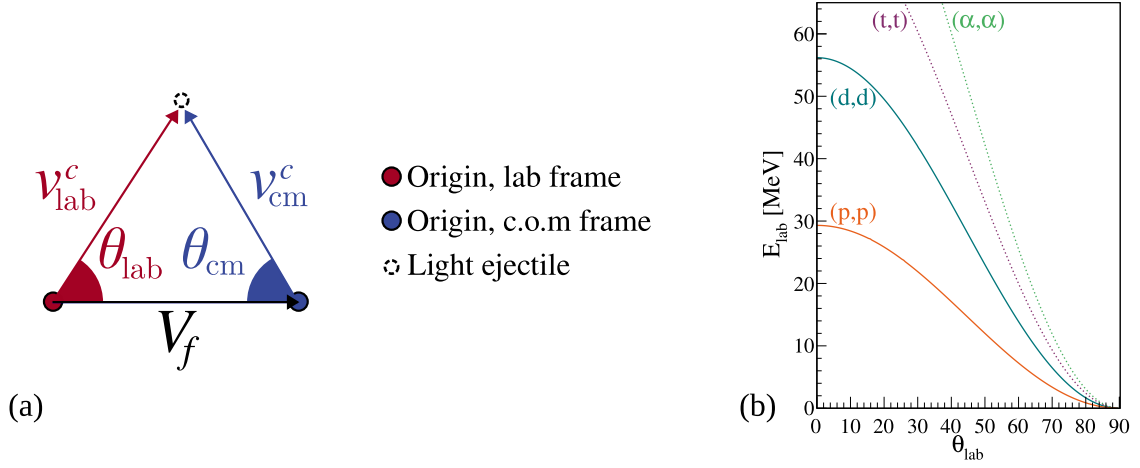 v^c_lab
v^c_cm
θ_lab
θ_cm
V_f
Origin, lab frame
Origin, c.o.m frame
Light ejectile
(a)
(t,t)
(α,α)
(d,d)
(p,p)
E_lab [MeV]
60
50
40
30
20
10
0
0 10 20 30 40 50 60 70 80 90
θ_lab
(b)